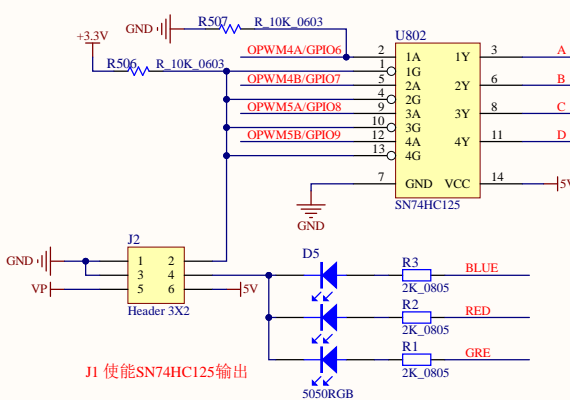 R507 R_10K_0603 U802
GND
+3.3V OPWM4A/GPIO6 2 1A 1Y 3 A
R506 R_10K_0603 1 1G
OPWM4B/GPIO7 5 2A 2Y 6 B
4 2G
OPWM5A/GPIO8 9 3A 3Y 8 C
10 3G
OPWM5B/GPIO9 12 4A 4Y 11 D
13 4G
7 GND VCC 14 5V
SN74HC125
GND
J2 D5
GND 1 2 R3 BLUE
3 4 2K_0805
VP 5 6 5V R2 RED
Header 3X2 2K_0805
R1 GRE
J1 使能SN74HC125输出 2K_0805
5050RGB